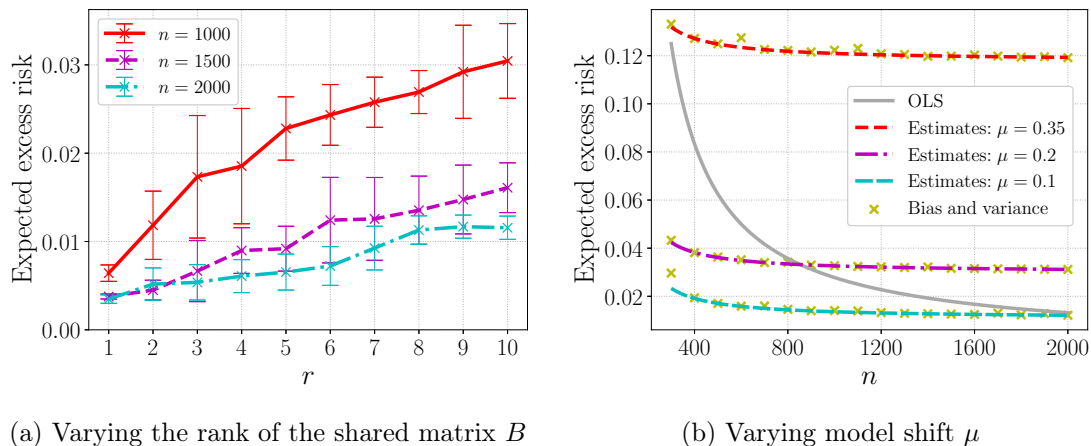 Expected excess risk
0.03
0.02
0.01
0.00
n = 1000
n = 1500
n = 2000
1 2 3 4 5 6 7 8 9 10
r
(a) Varying the rank of the shared matrix B
Expected excess risk
0.12
0.10
0.08
0.06
0.04
0.02
OLS
Estimates: μ = 0.35
Estimates: μ = 0.2
Estimates: μ = 0.1
Bias and variance
400 800 1200 1600 2000
n
(b) Varying model shift μ